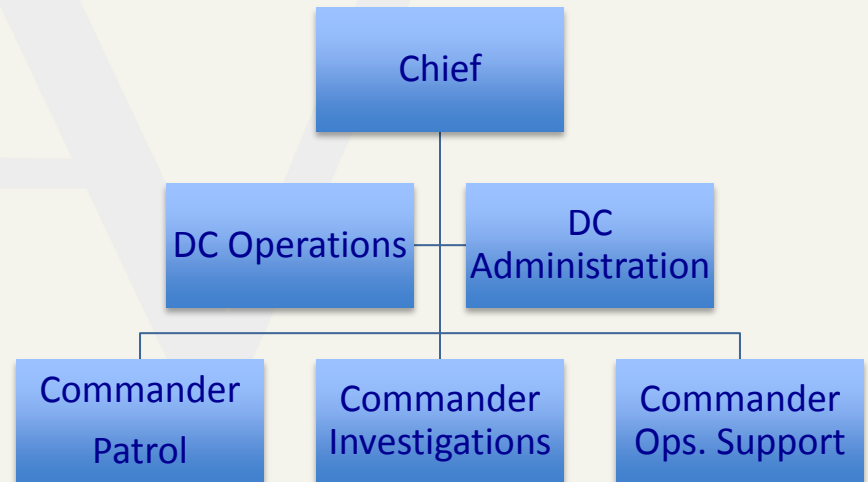 Chief
DC Operations
DC
Administration
Commander
Patrol
Commander
Investigations
Commander
Ops. Support